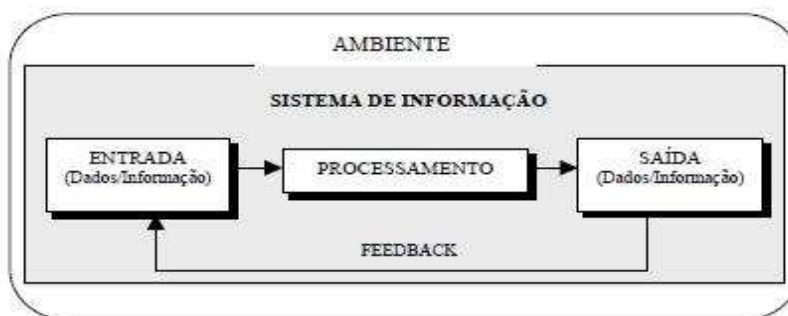 AMBIENTE
SISTEMA DE INFORMAÇÃO
ENTRADA
(Dados/Informação)
PROCESSAMENTO
SAÍDA
(Dados/Informação)
FEEDBACK